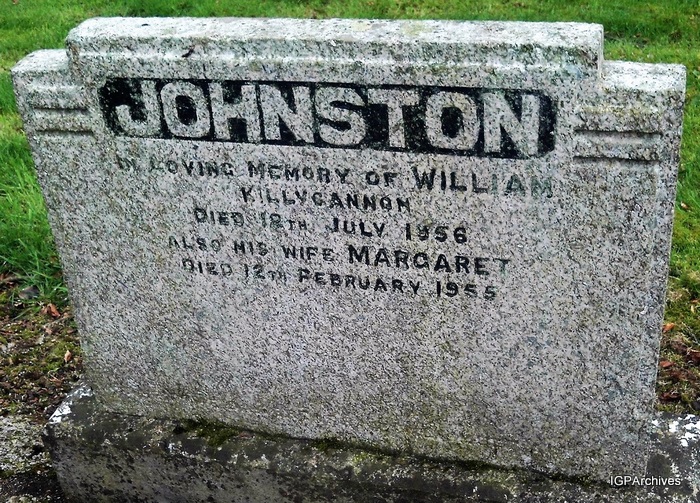 JOHNSTON
IN LOVING MEMORY OF WILLIAM
KILLYGANNON
DIED 12TH JULY 1956
ALSO HIS WIFE MARGARET
DIED 12TH FEBRUARY 1955
IGPArchives